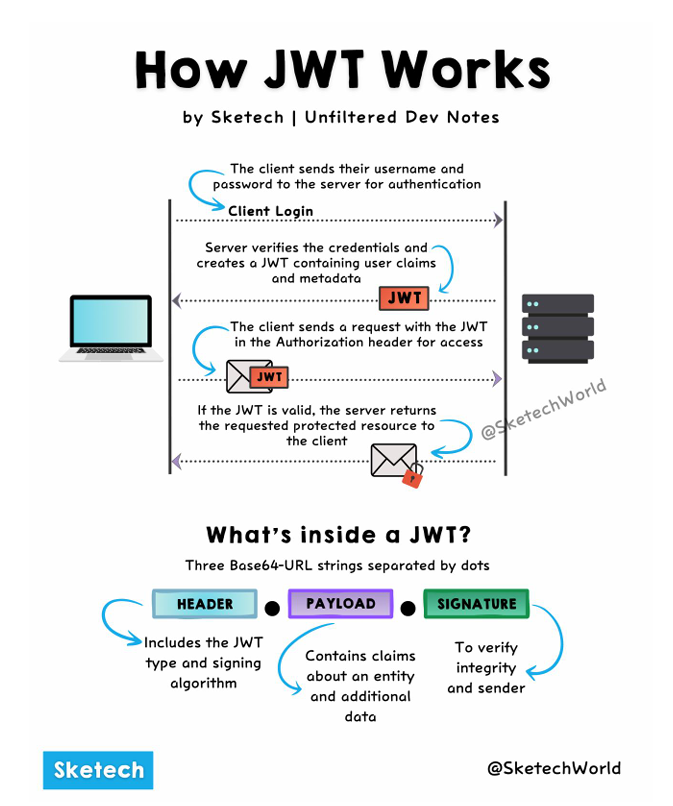 How JWT Works
by Sketech | Unfiltered Dev Notes
The client sends their username and
password to the server for authentication
Client Login
Server verifies the credentials and
creates a JWT containing user claims
and metadata
JWT
The client sends a request with the JWT
in the Authorization header for access
JWT
If the JWT is valid, the server returns
the requested protected resource to
the client
@SketechWorld
What's inside a JWT?
Three Base64-URL strings separated by dots
HEADER
PAYLOAD
SIGNATURE
Includes the JWT
type and signing
algorithm
Contains claims
about an entity
and additional
data
To verify
integrity
and sender
Sketech
@SketechWorld